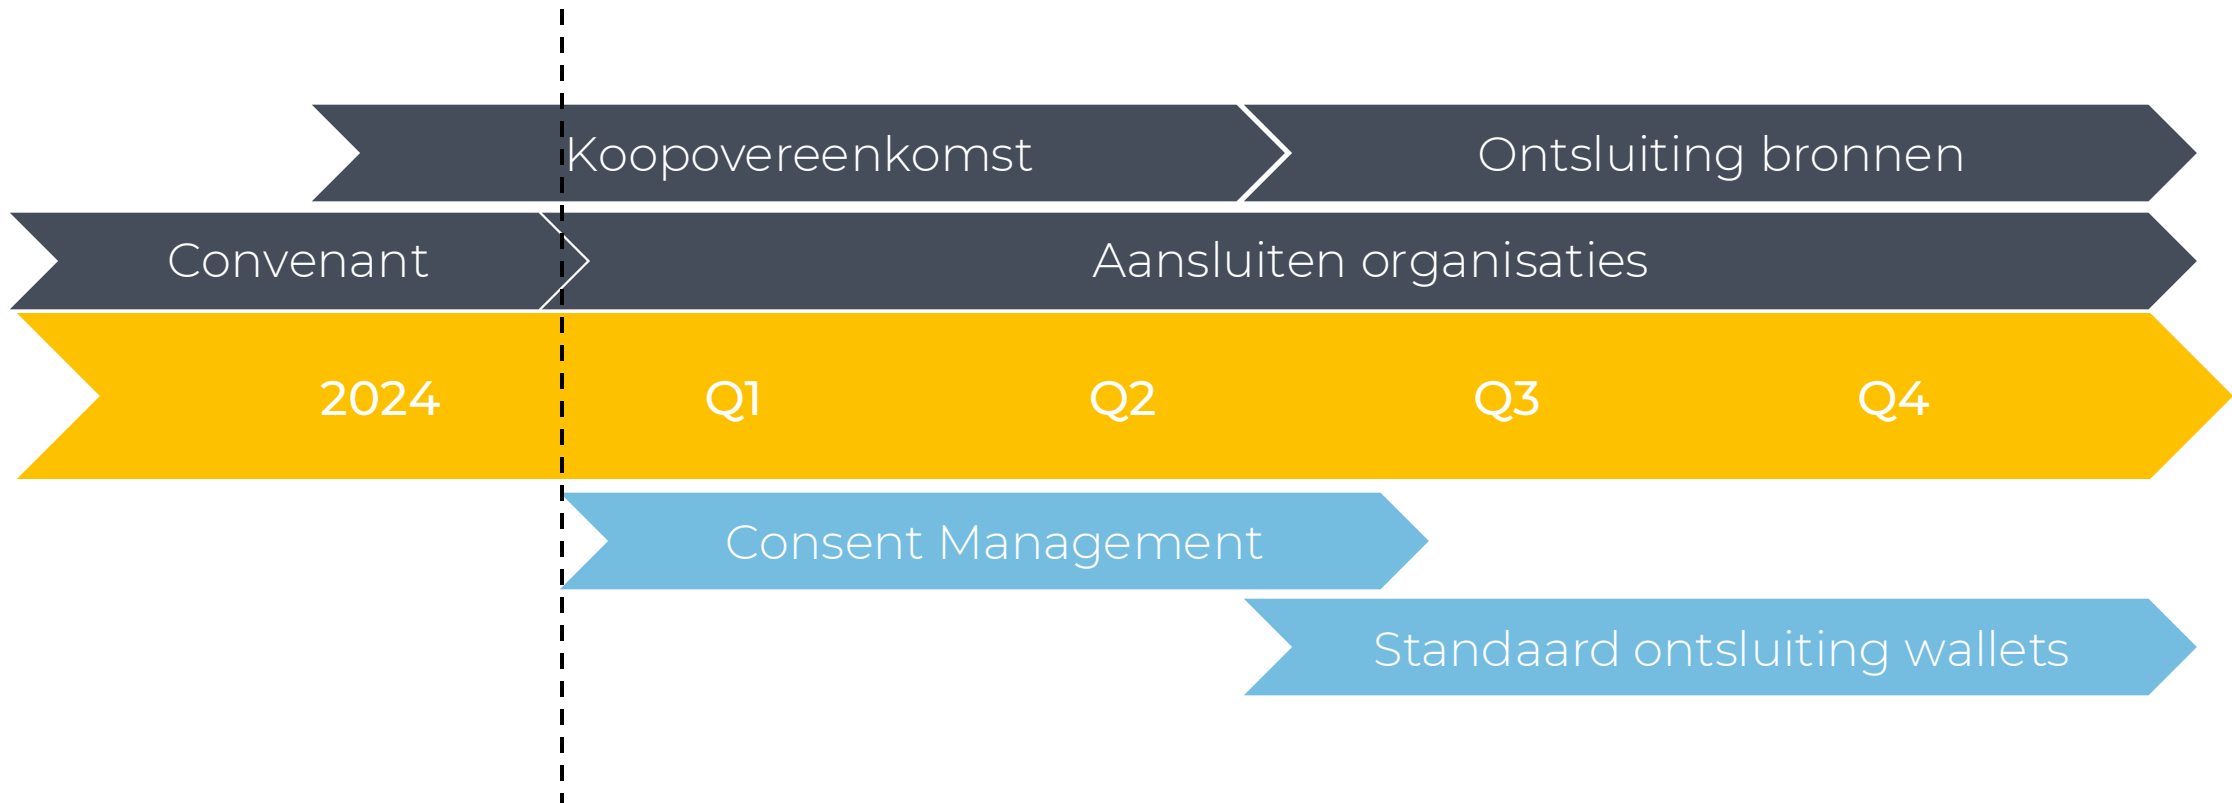 Koopovereenkomst
Ontsluiting bronnen
Convenant
Aansluiten organisaties
2024
Q1
Q2
Q3
Q4
Consent Management
Standaard ontsluiting wallets